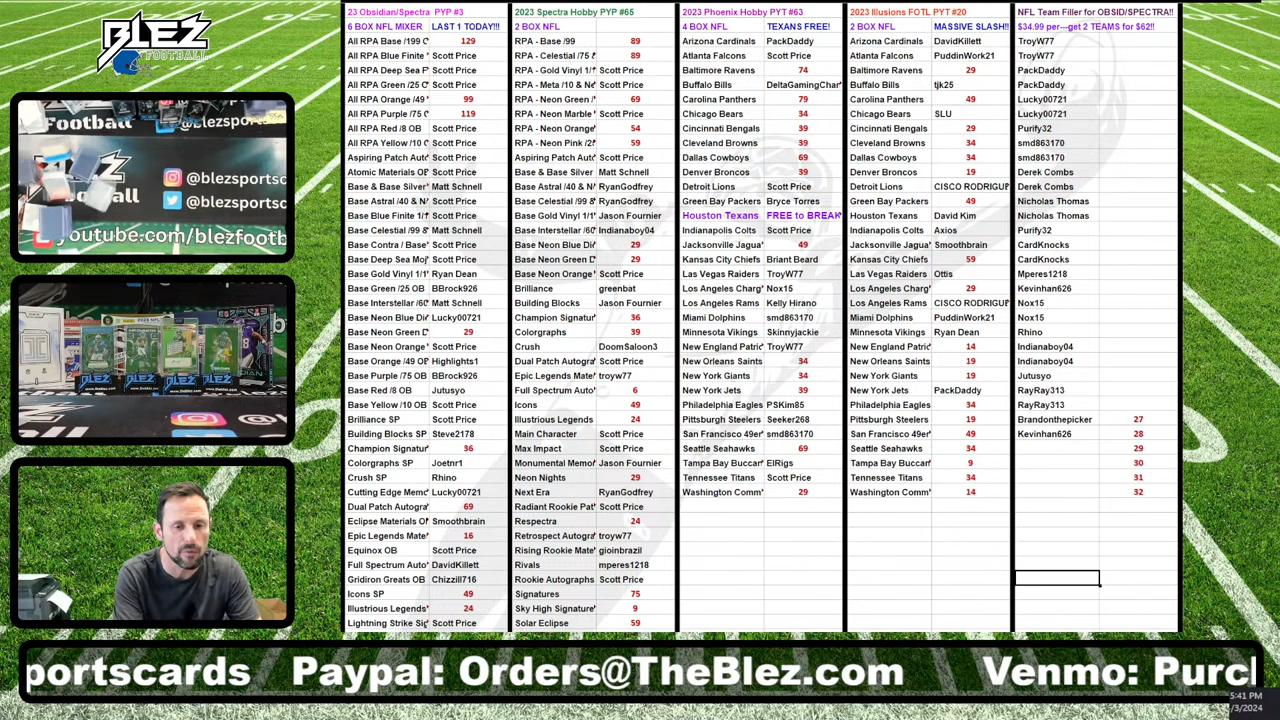 BLEZ
FOOTBALL
Football
@blezsportsc
@blezsportsc
youtube.com/blezfootb
23 Obsidian/Spectra PYP #3
6 BOX NFL MIXER LAST 1 TODAY!!!
All RPA Base /199 C 129
All RPA Blue Finite Scott Price
All RPA Deep Sea F Scott Price
All RPA Green /25 C Scott Price
All RPA Orange /49 99
All RPA Purple /75 C 119
All RPA Red /8 OB Scott Price
All RPA Yellow /10 C Scott Price
Aspiring Patch Auto Scott Price
Atomic Materials OB Scott Price
Base & Base Silver Matt Schnell
Base Astral /40 & N/ Scott Price
Base Blue Finite 1/ Scott Price
Base Celestial /99 & Matt Schnell
Base Contra / Base Scott Price
Base Deep Sea Moj Scott Price
Base Gold Vinyl 1/1 Ryan Dean
Base Green /25 OB BBrock926
Base Interstellar /60 Matt Schnell
Base Neon Blue Di Lucky00721
Base Neon Green D 29
Base Neon Orange Scott Price
Base Orange /49 OB Highlights1
Base Purple /75 OB BBrock926
Base Red /8 OB Jutusyo
Base Yellow /10 OB Scott Price
Brilliance SP Scott Price
Building Blocks SP Steve2178
Champion Signatur 36
Colorgraphs SP Joetnr1
Crush SP Rhino
Cutting Edge Memo Lucky00721
Dual Patch Autogra 69
Eclipse Materials O Smoothbrain
Epic Legends Mate 16
Equinox OB Scott Price
Full Spectrum Auto DavidKillett
Gridiron Greats OB Chizzill716
Icons SP 49
Illustrious Legends 24
Lightning Strike Sig Scott Price
2023 Spectra Hobby PYP #65
2 BOX NFL
RPA - Base /99 89
RPA - Celestial /75 & 89
RPA - Gold Vinyl 1/ Scott Price
RPA - Meta /10 & Ne Scott Price
RPA - Neon Green / 69
RPA - Neon Marble Scott Price
RPA - Neon Orange 54
RPA - Neon Pink /2 59
Aspiring Patch Auto Scott Price
Base & Base Silver Matt Schnell
Base Astral /40 & N/ RyanGodfrey
Base Celestial /99 & RyanGodfrey
Base Gold Vinyl 1/1 Jason Fournier
Base Interstellar /60 Indianaboy04
Base Neon Blue Di 29
Base Neon Green D 29
Base Neon Orange Scott Price
Brilliance greenbat
Building Blocks Jason Fournier
Champion Signatur 36
Colorgraphs 39
Crush DoomSaloon3
Dual Patch Autogra Scott Price
Epic Legends Mate troyw77
Full Spectrum Auto 6
Icons 49
Illustrious Legends 24
Main Character Scott Price
Max Impact Scott Price
Monumental Memo Jason Fournier
Neon Nights 29
Next Era RyanGodfrey
Radiant Rookie Pat Scott Price
Respectra 24
Retrospect Autogra troyw77
Rising Rookie Mate gioinbrazil
Rivals mperes1218
Rookie Autographs Scott Price
Signatures 75
Sky High Signature 9
Solar Eclipse 59
2023 Phoenix Hobby PYT #63
4 BOX NFL TEXANS FREE!
Arizona Cardinals PackDaddy
Atlanta Falcons Scott Price
Baltimore Ravens 74
Buffalo Bills DeltaGamingChar
Carolina Panthers 79
Chicago Bears 34
Cincinnati Bengals 39
Cleveland Browns 39
Dallas Cowboys 69
Denver Broncos 39
Detroit Lions Scott Price
Green Bay Packers Bryce Torres
Houston Texans FREE to BREAK
Indianapolis Colts Scott Price
Jacksonville Jagua 49
Kansas City Chiefs Briant Beard
Las Vegas Raiders TroyW77
Los Angeles Charg Nox15
Los Angeles Rams Kelly Hirano
Miami Dolphins smd863170
Minnesota Vikings Skinnyjackie
New England Patric TroyW77
New Orleans Saints 34
New York Giants 34
New York Jets 39
Philadelphia Eagles PSKim85
Pittsburgh Steelers Seeker268
San Francisco 49er smd863170
Seattle Seahawks 69
Tampa Bay Buccan ElRigs
Tennessee Titans Scott Price
Washington Comm 29
2023 Illusions FOTL PYT #20
2 BOX NFL MASSIVE SLASH!!
Arizona Cardinals DavidKillett
Atlanta Falcons PuddinWork21
Baltimore Ravens 29
Buffalo Bills tjk25
Carolina Panthers 49
Chicago Bears SLU
Cincinnati Bengals 29
Cleveland Browns 34
Dallas Cowboys 34
Denver Broncos 19
Detroit Lions CISCO RODRIGU
Green Bay Packers 49
Houston Texans David Kim
Indianapolis Colts Axios
Jacksonville Jagua Smoothbrain
Kansas City Chiefs 59
Las Vegas Raiders Ottis
Los Angeles Charg 29
Los Angeles Rams CISCO RODRIGU
Miami Dolphins PuddinWork21
Minnesota Vikings Ryan Dean
New England Patric 14
New Orleans Saints 19
New York Giants 19
New York Jets PackDaddy
Philadelphia Eagles 34
Pittsburgh Steelers 19
San Francisco 49er 49
Seattle Seahawks 34
Tampa Bay Buccan 9
Tennessee Titans 34
Washington Comm 14
NFL Team Filler for OBSID/SPECTRA!!
$34.99 per---get 2 TEAMS for $62!!
TroyW77
TroyW77
PackDaddy
PackDaddy
Lucky00721
Lucky00721
Purify32
smd863170
smd863170
Derek Combs
Derek Combs
Nicholas Thomas
Nicholas Thomas
Purify32
CardKnocks
CardKnocks
Mperes1218
Kevinhan626
Nox15
Nox15
Rhino
Indianaboy04
Indianaboy04
Jutusyo
RayRay313
RayRay313
Brandonthepicker 27
Kevinhan626 28
29
30
31
32
portscards Paypal: Orders@TheBlez.com Venmo: Purcl
5:41 PM
/3/2024